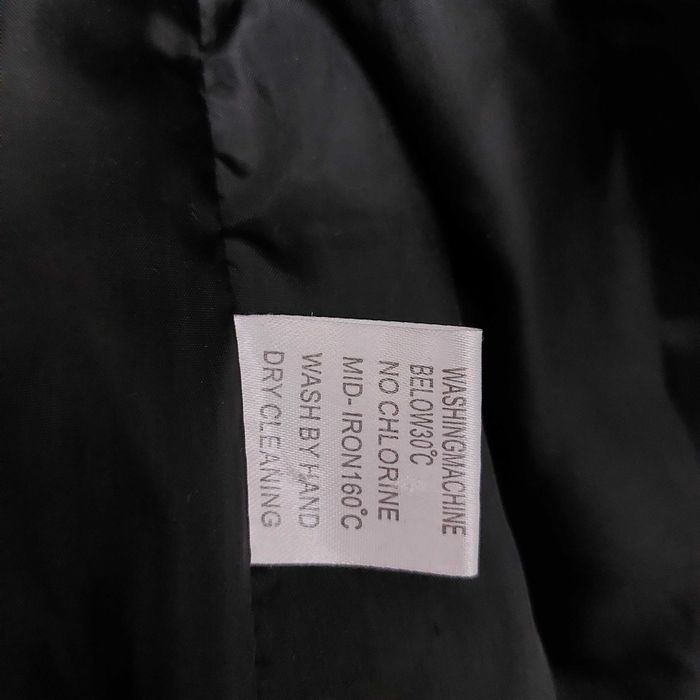 WASHINGMACHINE
BELOW30°C
NO CHLORINE
MID-IRON160°C
WASH BY HAND
DRY CLEANING